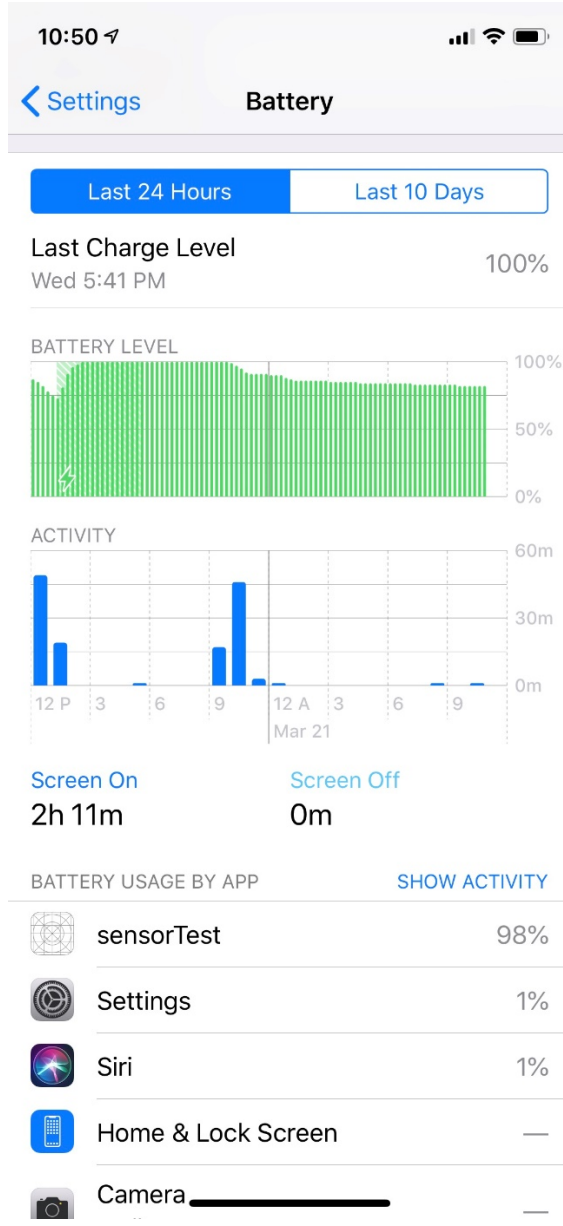 10:50
Settings
Battery
Last 24 Hours
Last 10 Days
Last Charge Level
100%
Wed 5:41 PM
BATTERY LEVEL
100%
50%
0%
ACTIVITY
60m
30m
0m
12 P 3 6 9 12 A 3 6 9
Mar 21
Screen On
Screen Off
2h 11m
0m
BATTERY USAGE BY APP
SHOW ACTIVITY
sensorTest
98%
Settings
1%
Siri
1%
Home & Lock Screen
—
Camera
—